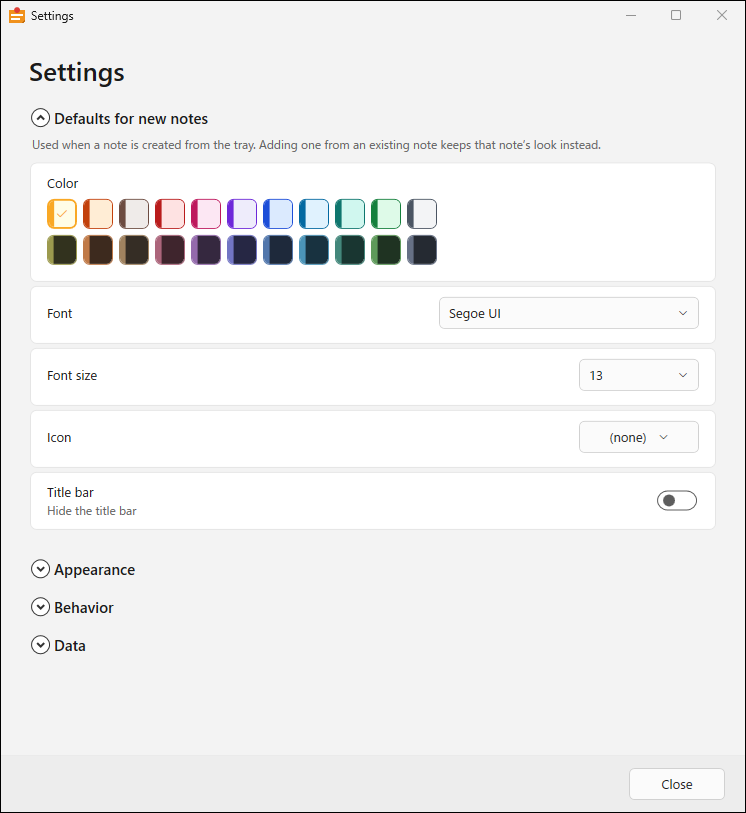 Settings
Settings
Defaults for new notes
Used when a note is created from the tray. Adding one from an existing note keeps that note's look instead.
Color
Font
Segoe UI
Font size
13
Icon
(none)
Title bar
Hide the title bar
Appearance
Behavior
Data
Close